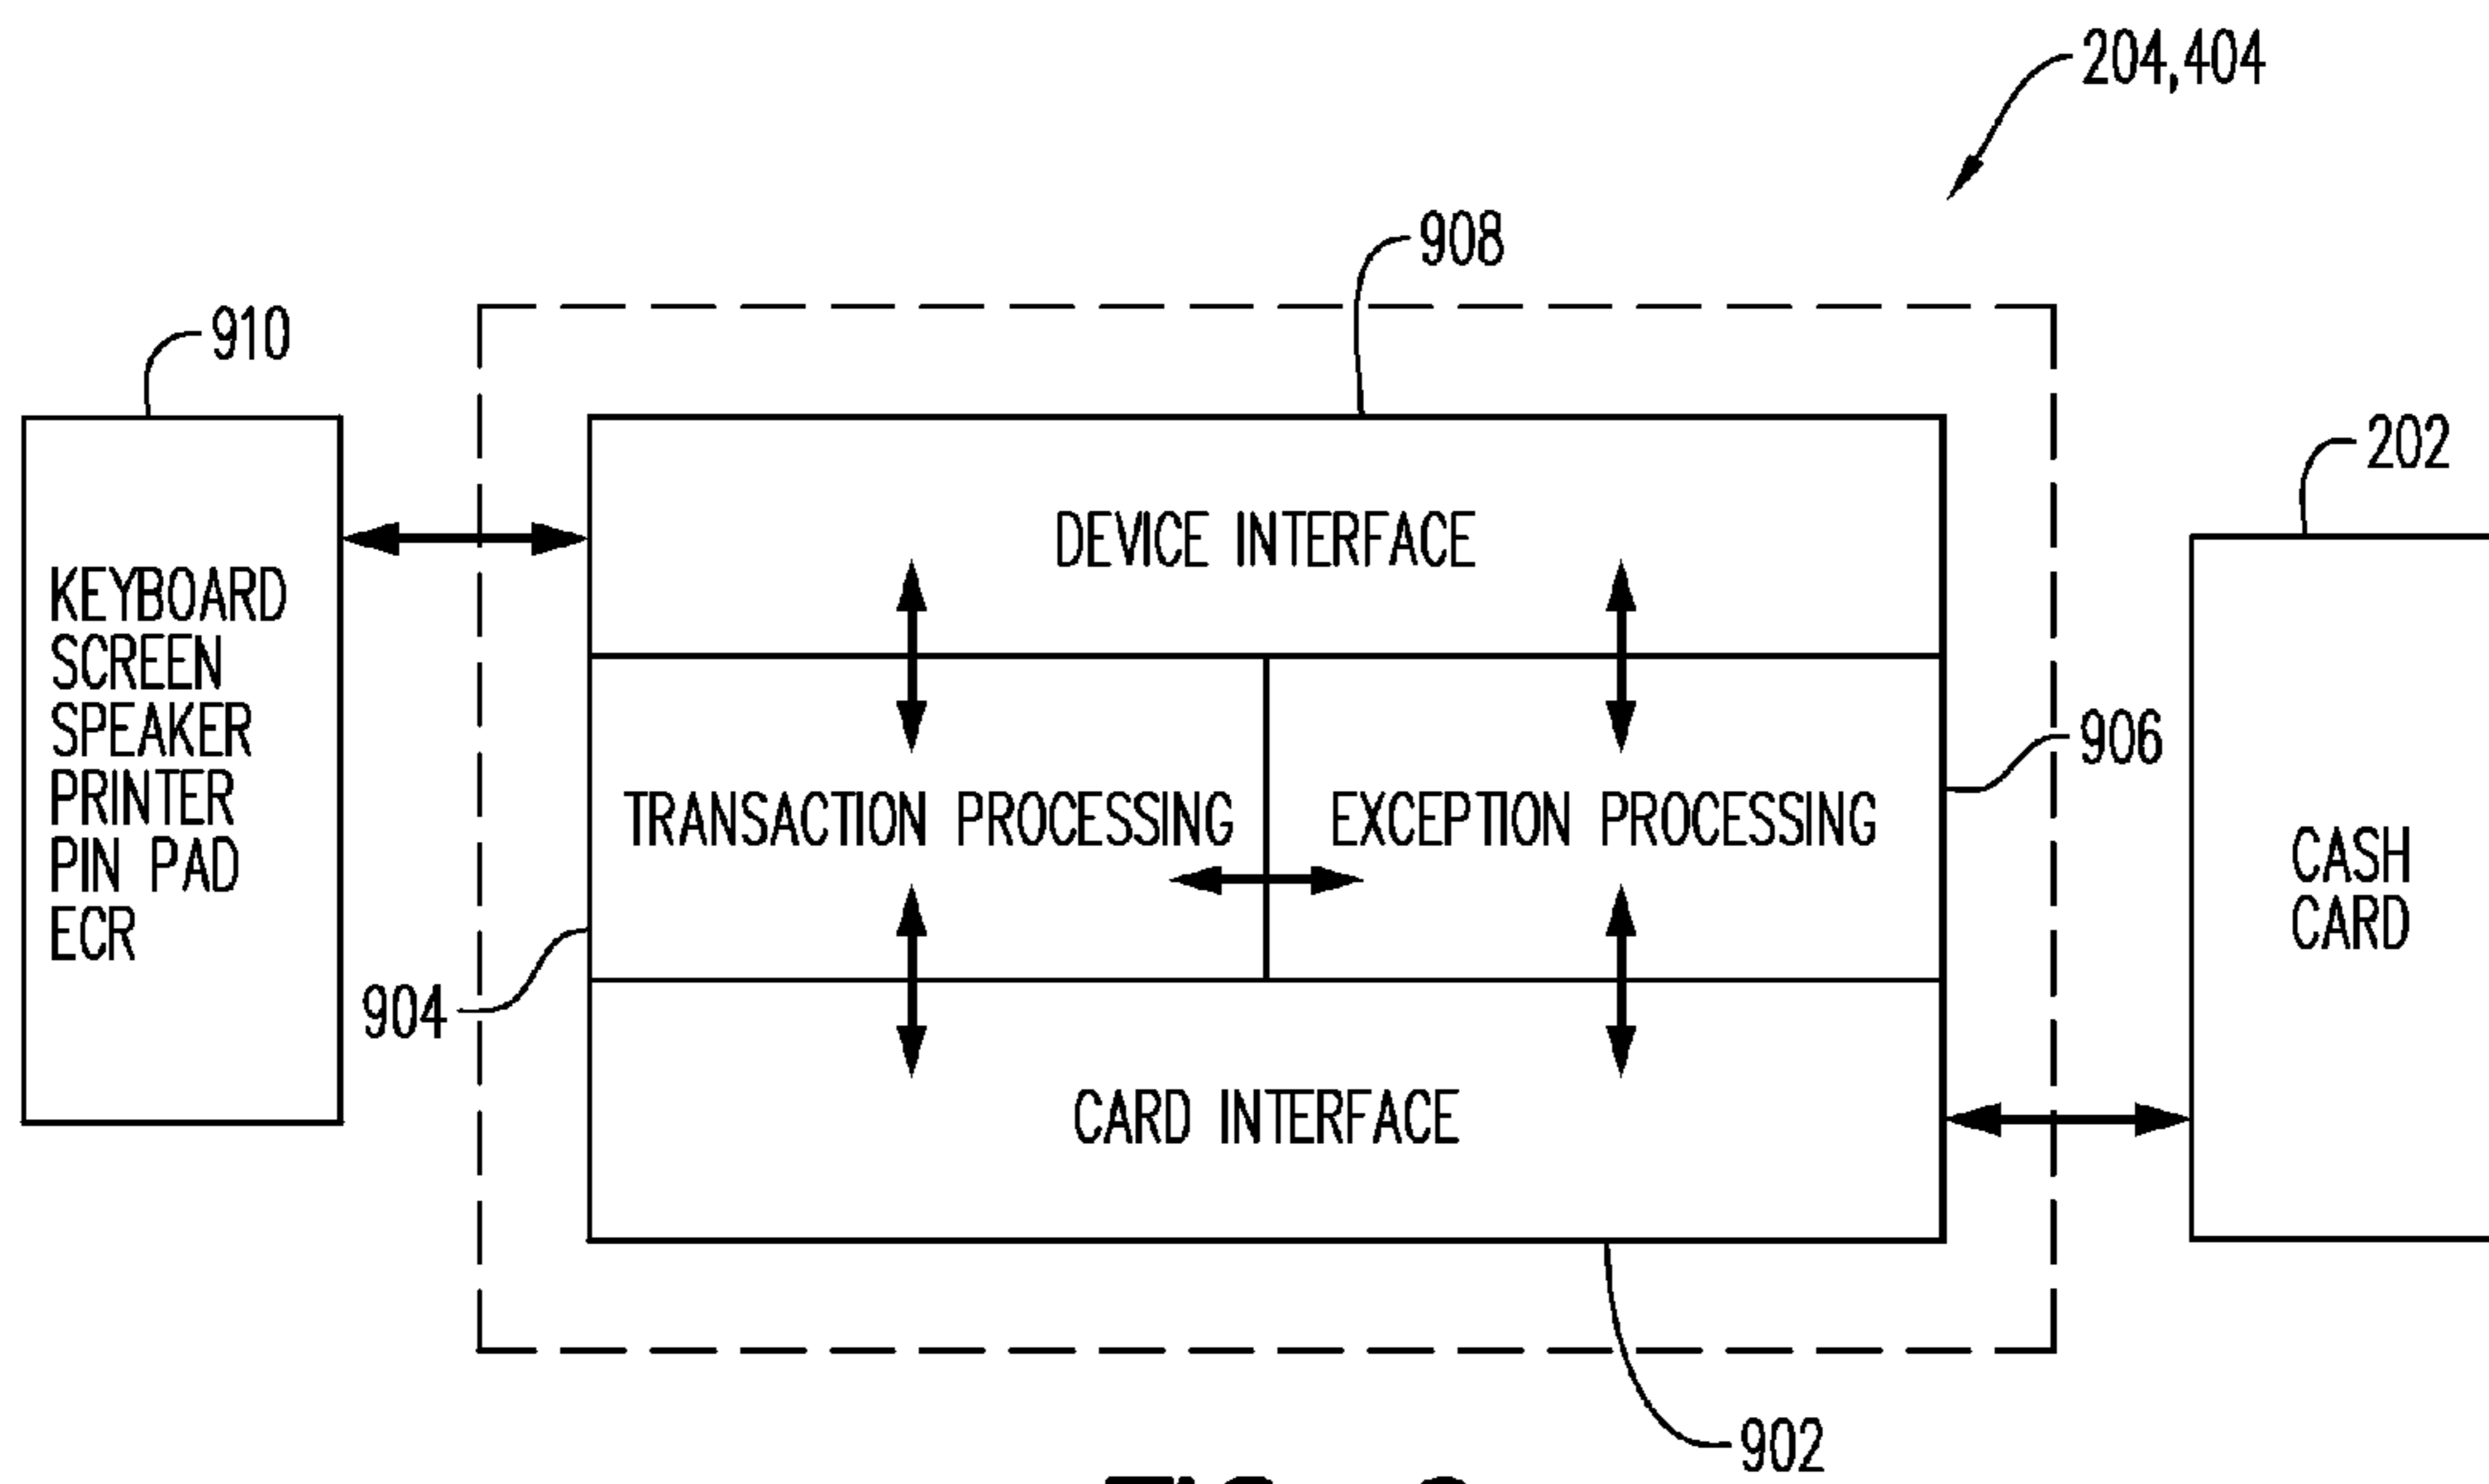 204,404
908
910
202
DEVICE INTERFACE
KEYBOARD
SCREEN
SPEAKER
PRINTER
PIN PAD
ECR
906
TRANSACTION PROCESSING
EXCEPTION PROCESSING
CASH
CARD
904
CARD INTERFACE
902